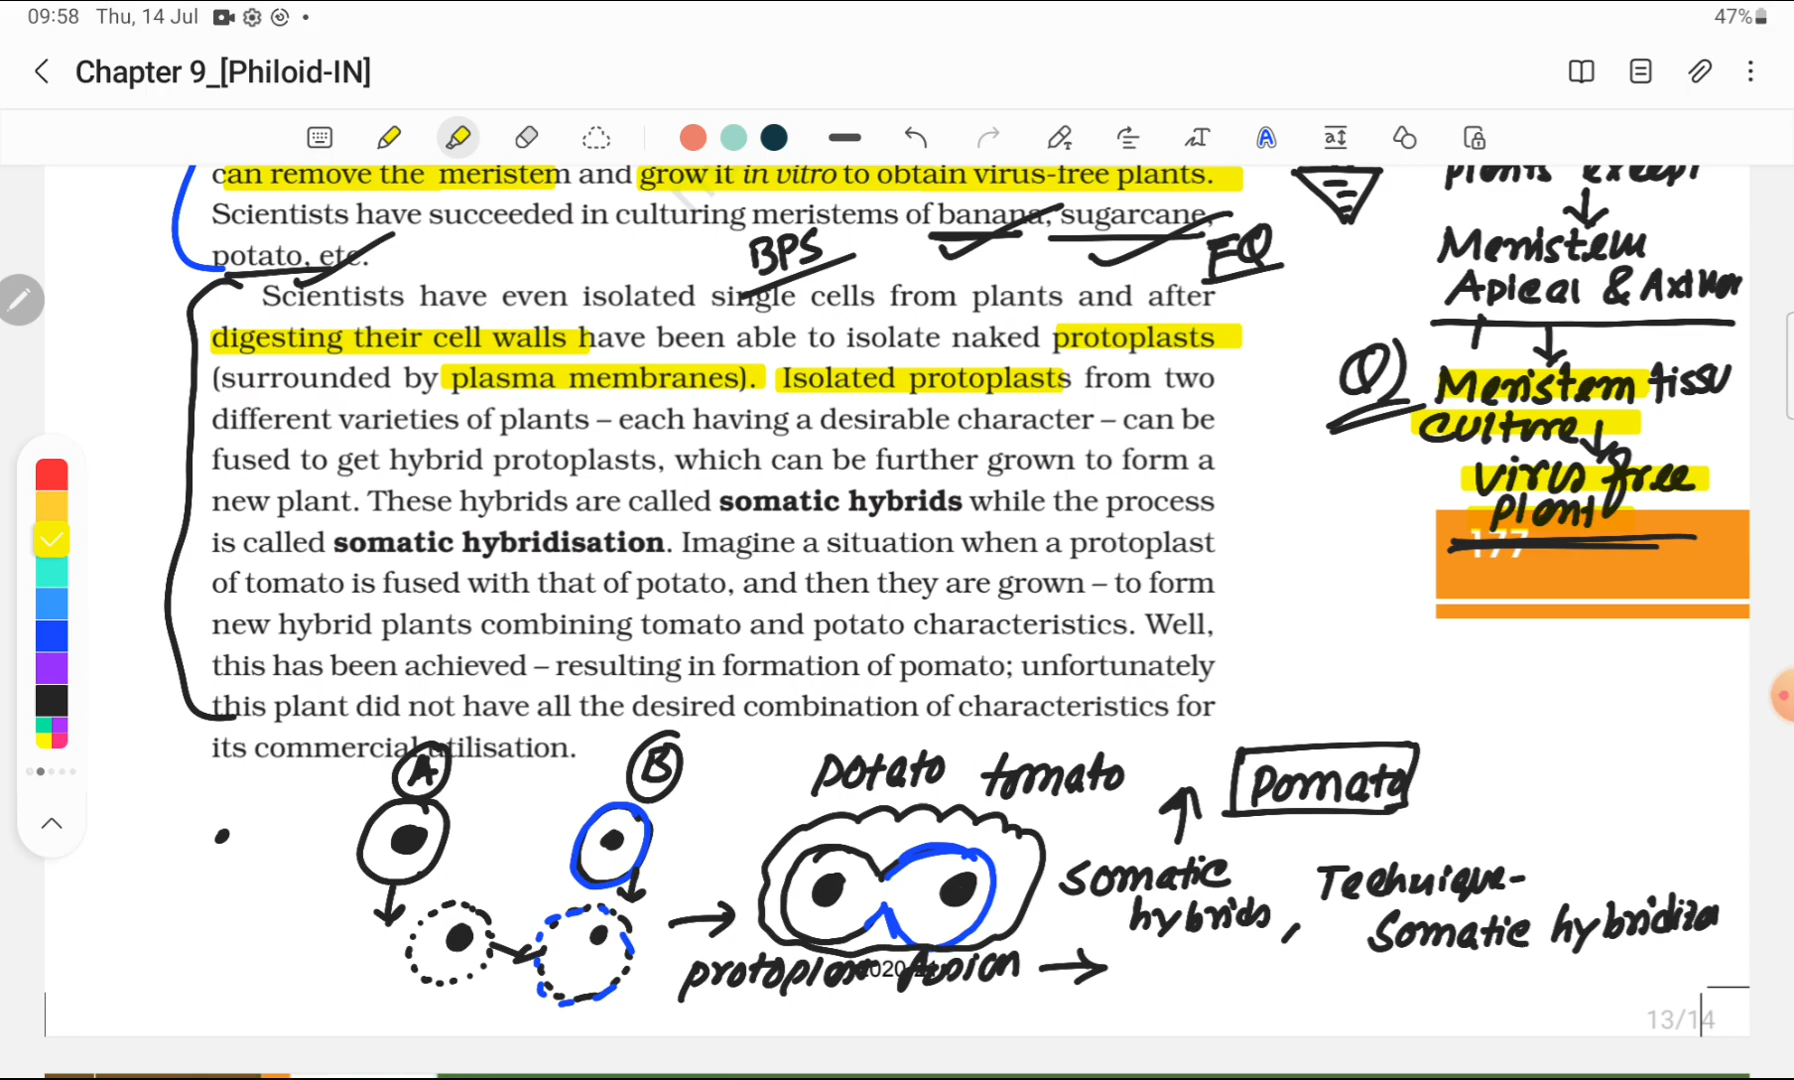 09:58 Thu, 14 Jul
47%
Chapter 9_[Philoid-IN]
can remove the meristem and grow it in vitro to obtain virus-free plants.
Scientists have succeeded in culturing meristems of banana, sugarcane,
potato, etc.
BPS
EQ
Scientists have even isolated single cells from plants and after
digesting their cell walls have been able to isolate naked protoplasts
(surrounded by plasma membranes). Isolated protoplasts from two
different varieties of plants – each having a desirable character – can be
fused to get hybrid protoplasts, which can be further grown to form a
new plant. These hybrids are called somatic hybrids while the process
is called somatic hybridisation. Imagine a situation when a protoplast
of tomato is fused with that of potato, and then they are grown – to form
new hybrid plants combining tomato and potato characteristics. Well,
this has been achieved – resulting in formation of pomato; unfortunately
this plant did not have all the desired combination of characteristics for
its commercial utilisation.
plants except
Meristem
Apical &
Q)
Meristem tissu
culture
virus free
plant
177
A
B
potato tomato
Pomato
somatic
hybrids,
Technique-
Somatic
fusion
13/14